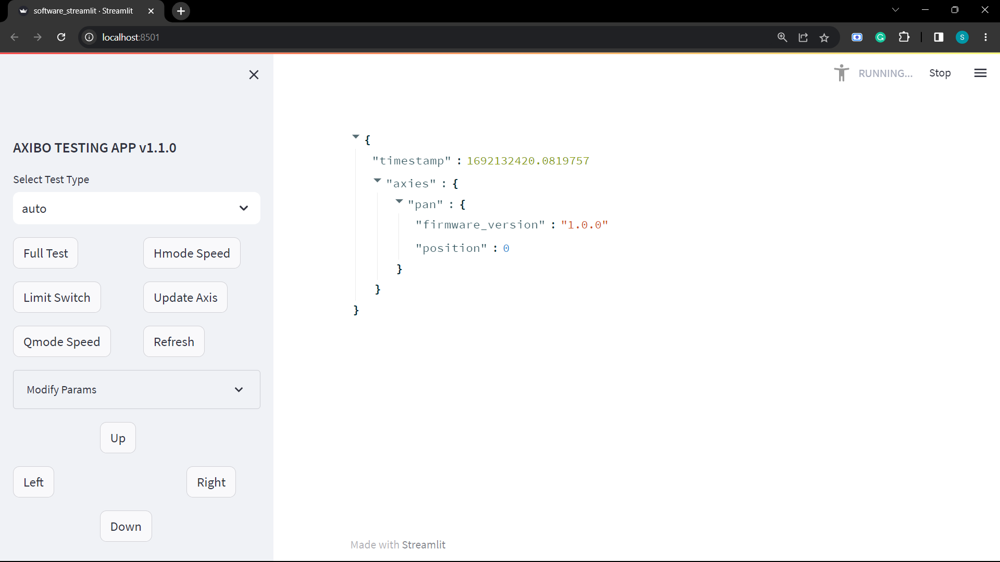 software_streamlit · Streamlit
localhost:8501
S
RUNNING...
Stop
AXIBO TESTING APP v1.1.0
Select Test Type
auto
Full Test
Hmode Speed
Limit Switch
Update Axis
Qmode Speed
Refresh
Modify Params
Up
Left
Right
Down
{
"timestamp" : 1692132420.0819757
"axies" : {
"pan" : {
"firmware_version" : "1.0.0"
"position" : 0
}
}
}
Made with Streamlit